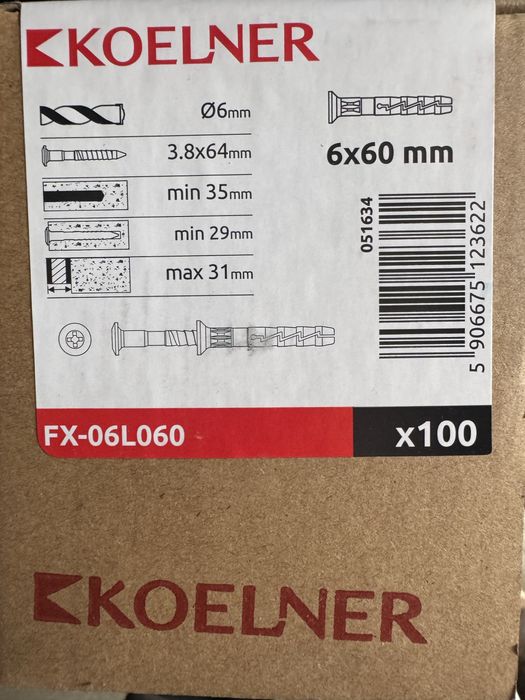 KOELNER
Ø6mm
3.8x64mm
min 35mm
min 29mm
max 31mm
6x60 mm
051634
5 906675 123622
FX-06L060
x100
KOELNER